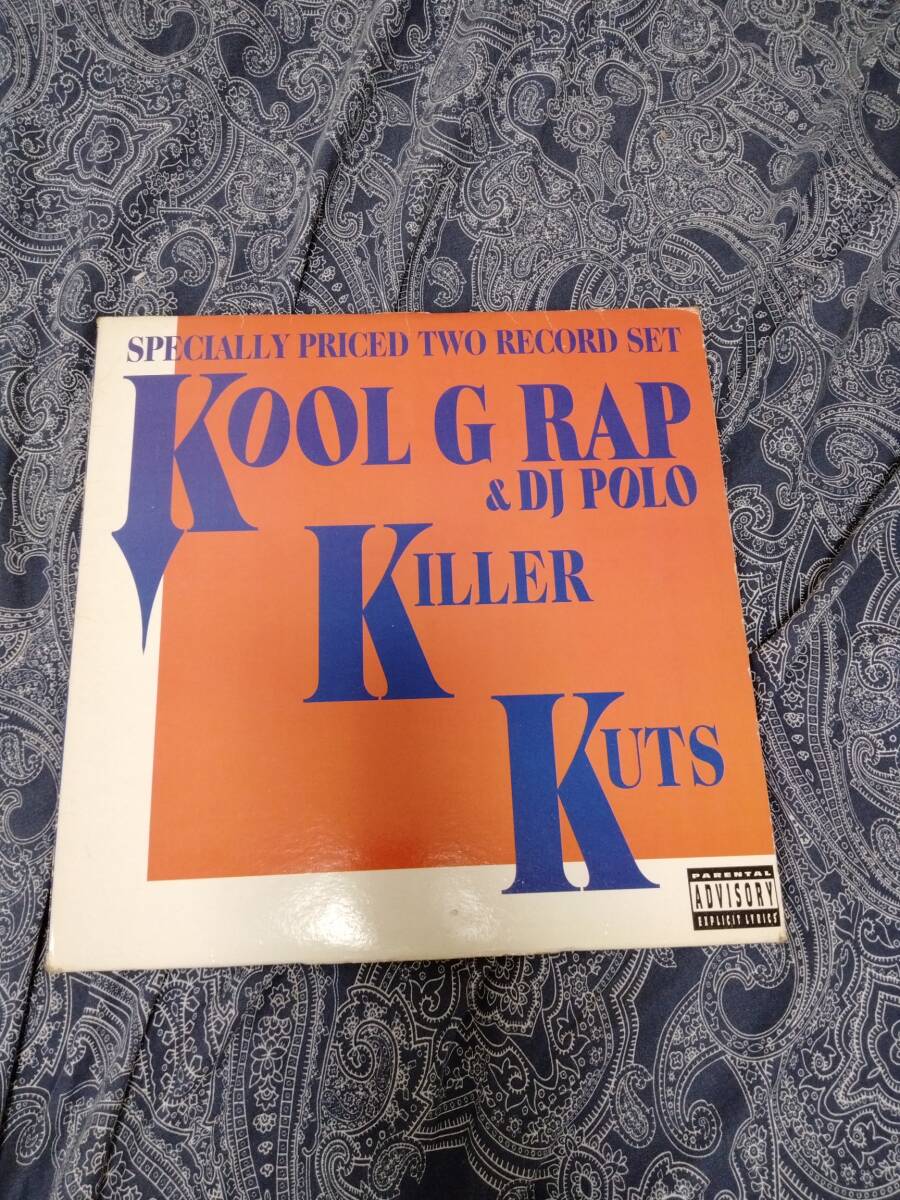 SPECIALLY PRICED TWO RECORD SET
KOOL G RAP
& DJ POLO
KILLER
KUTS
PARENTAL
ADVISORY
EXPLICIT LYRICS